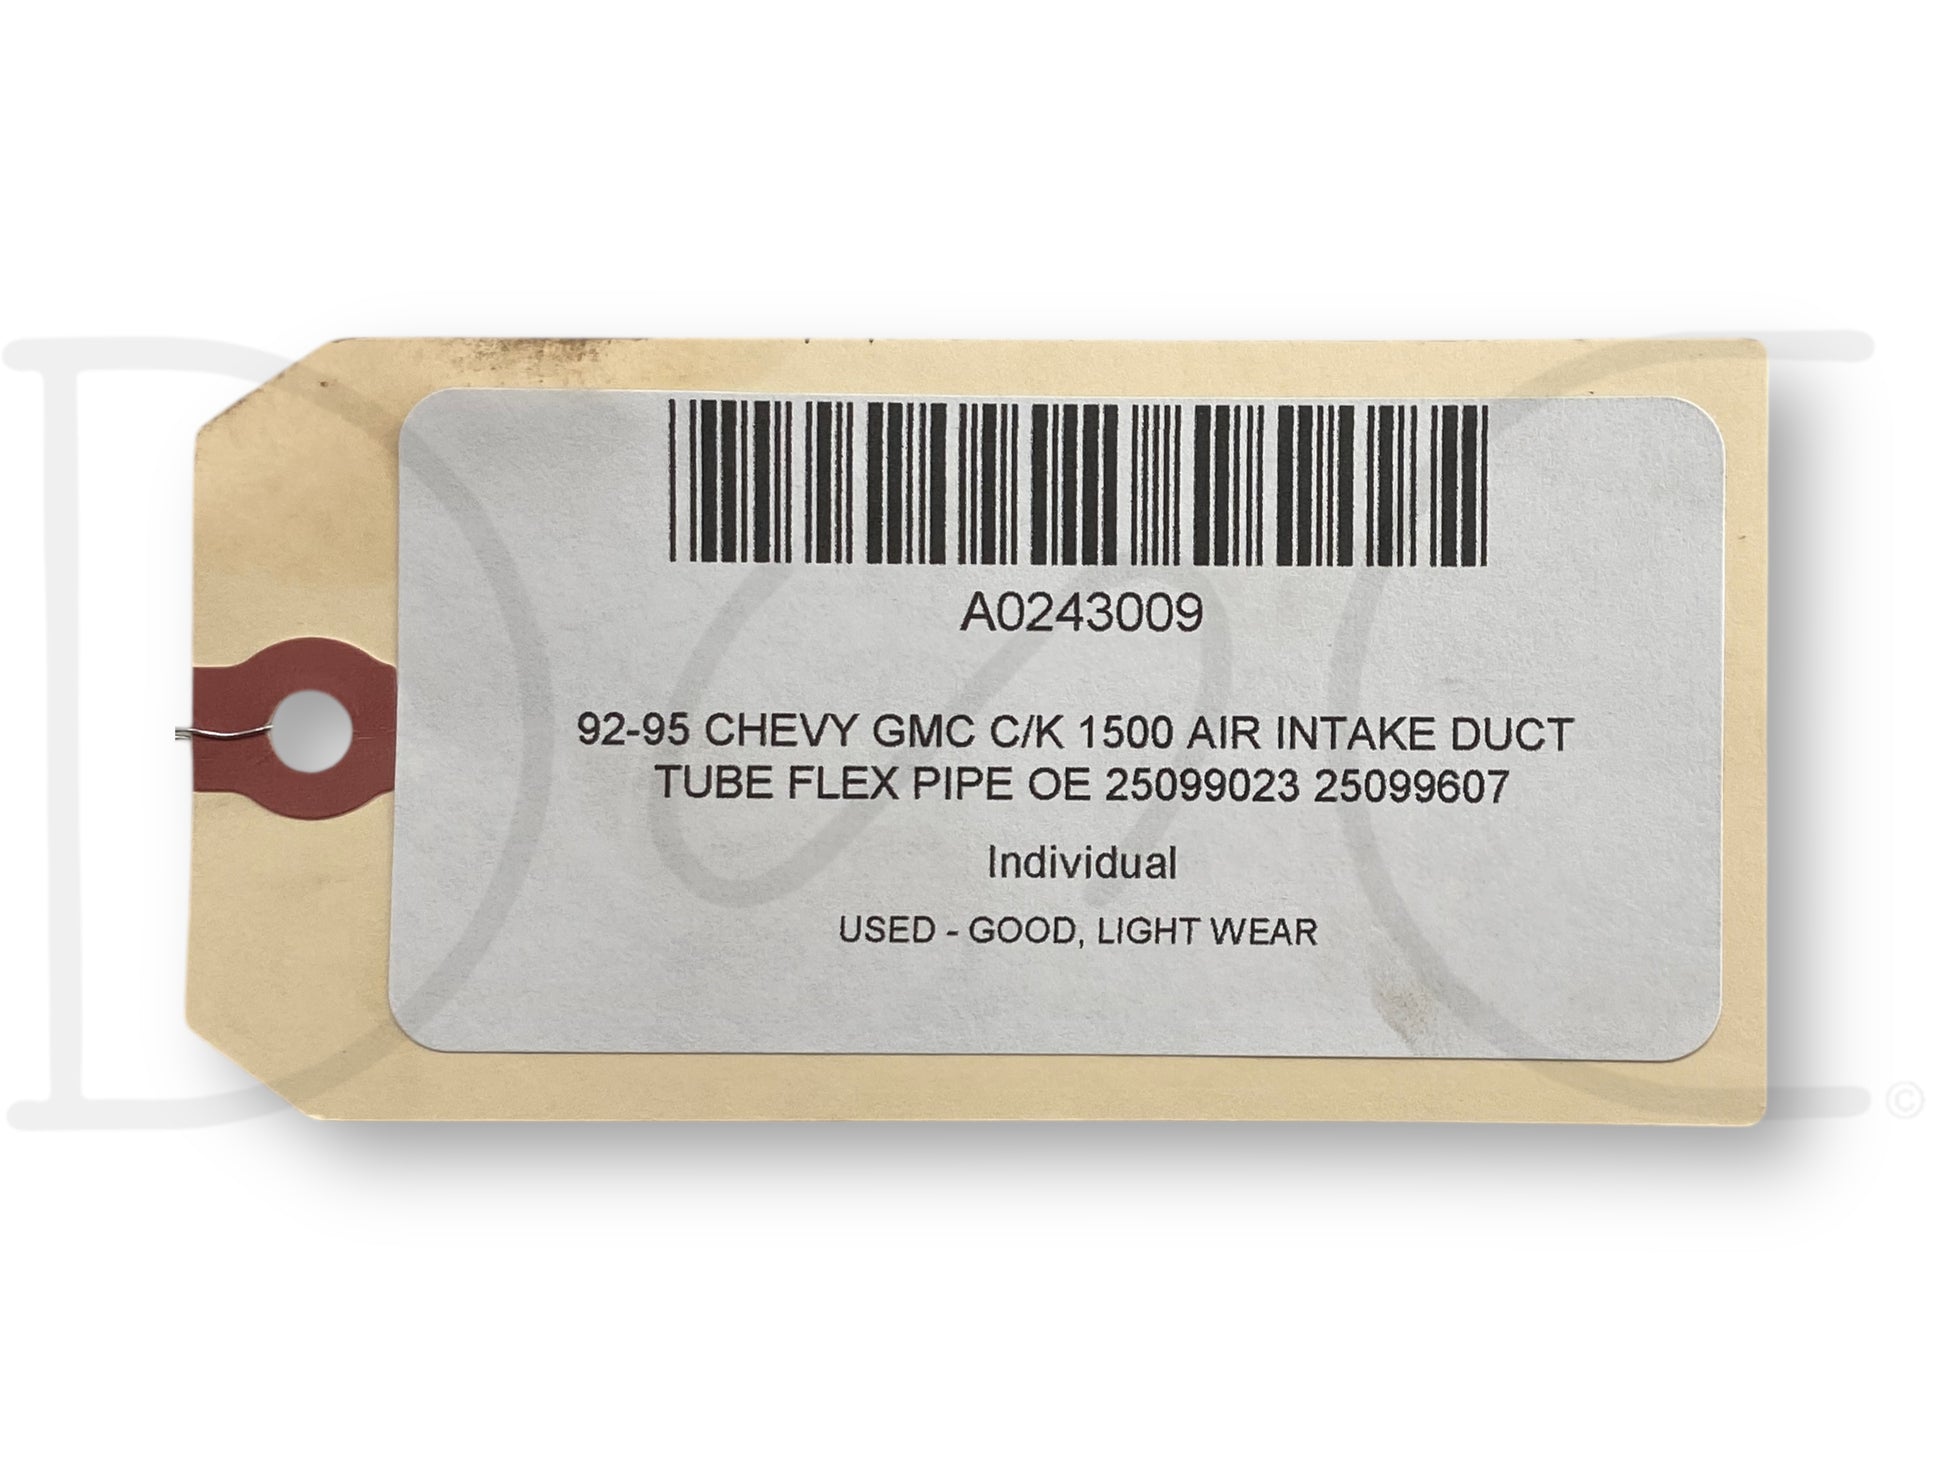 A0243009
92-95 CHEVY GMC C/K 1500 AIR INTAKE DUCT
TUBE FLEX PIPE OE 25099023 25099607
Individual
USED - GOOD, LIGHT WEAR
©